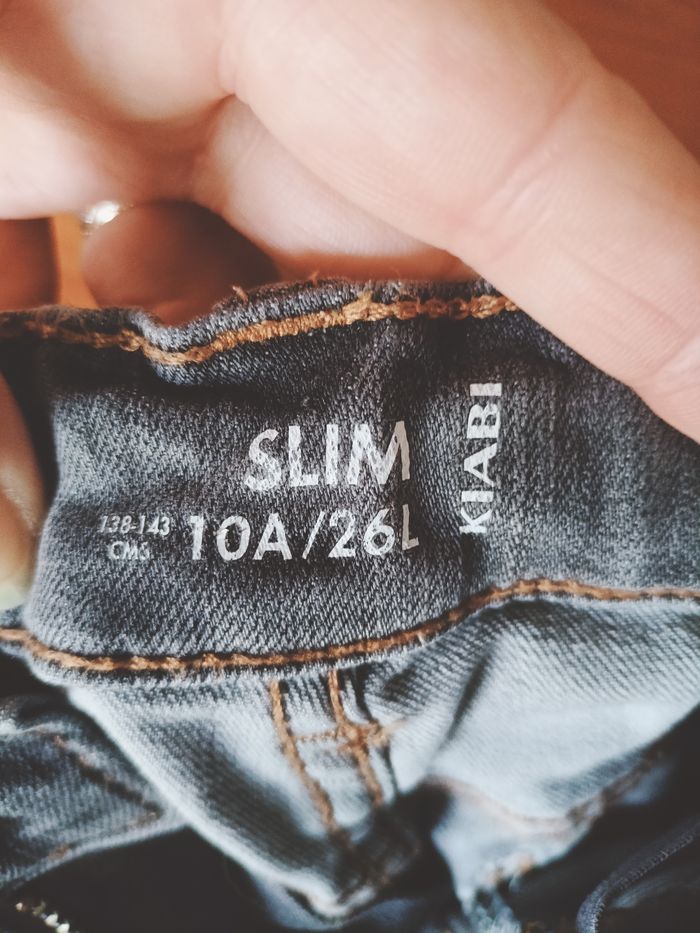 SLIM
138-143
CMS
10A/26L
KIABI